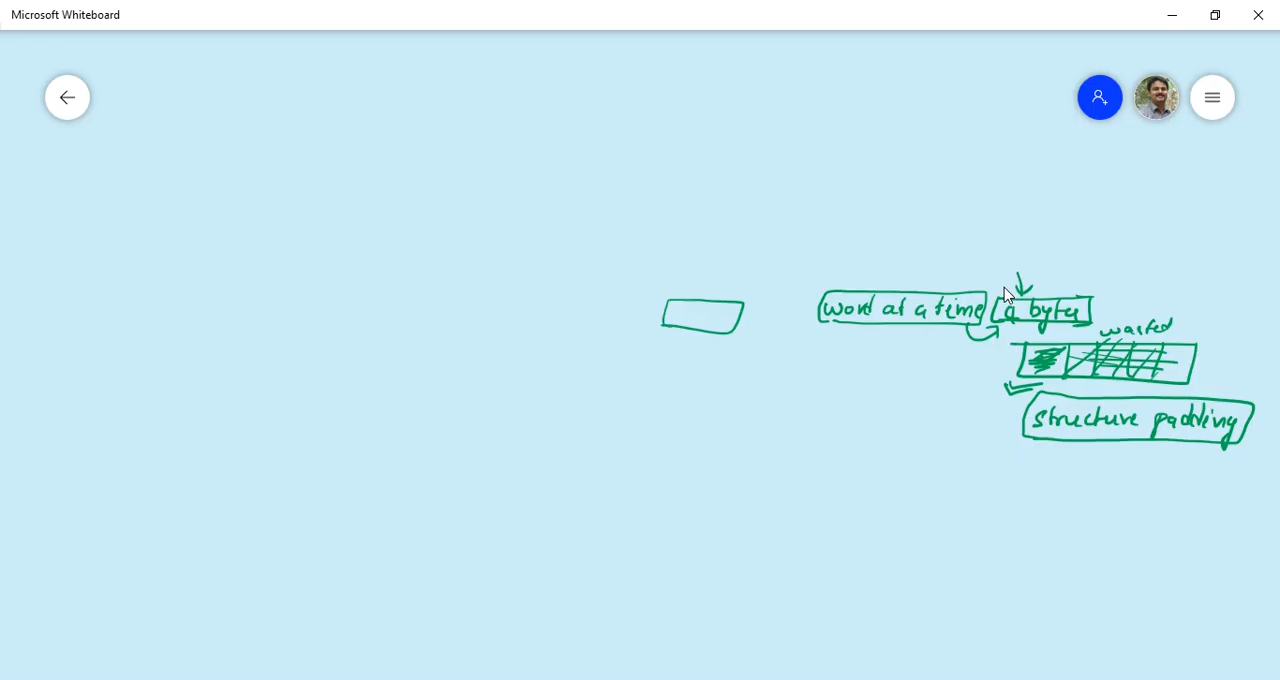 Microsoft Whiteboard
word at a time a byte
wasted
structure padding